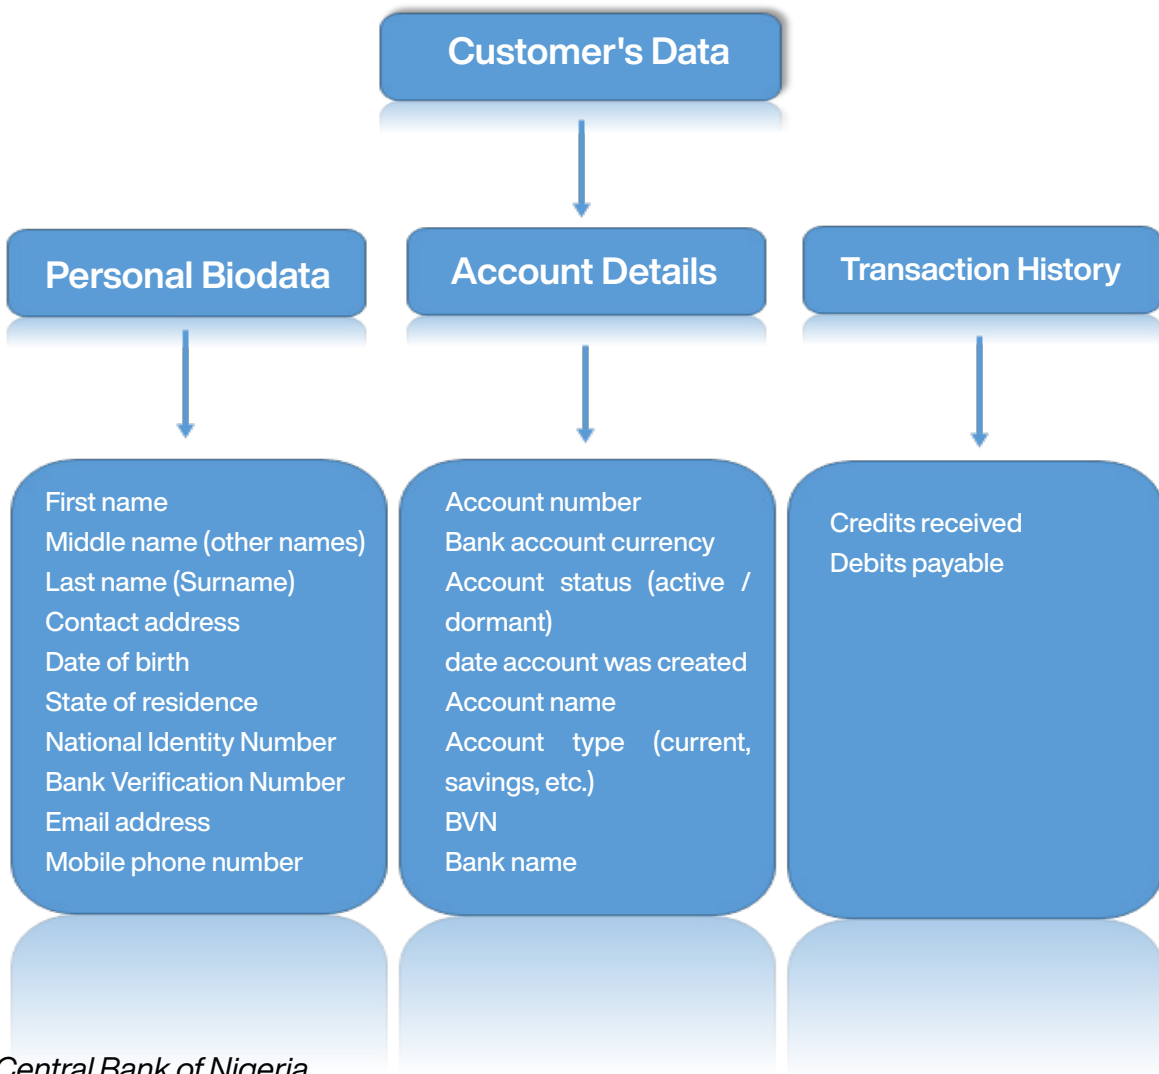 Customer's Data
Personal Biodata
Account Details
Transaction History
First name
Middle name (other names)
Last name (Surname)
Contact address
Date of birth
State of residence
National Identity Number
Bank Verification Number
Email address
Mobile phone number
Account number
Bank account currency
Account status (active /
dormant)
date account was created
Account name
Account type (current,
savings, etc.)
BVN
Bank name
Credits received
Debits payable
Central Bank of Nigeria